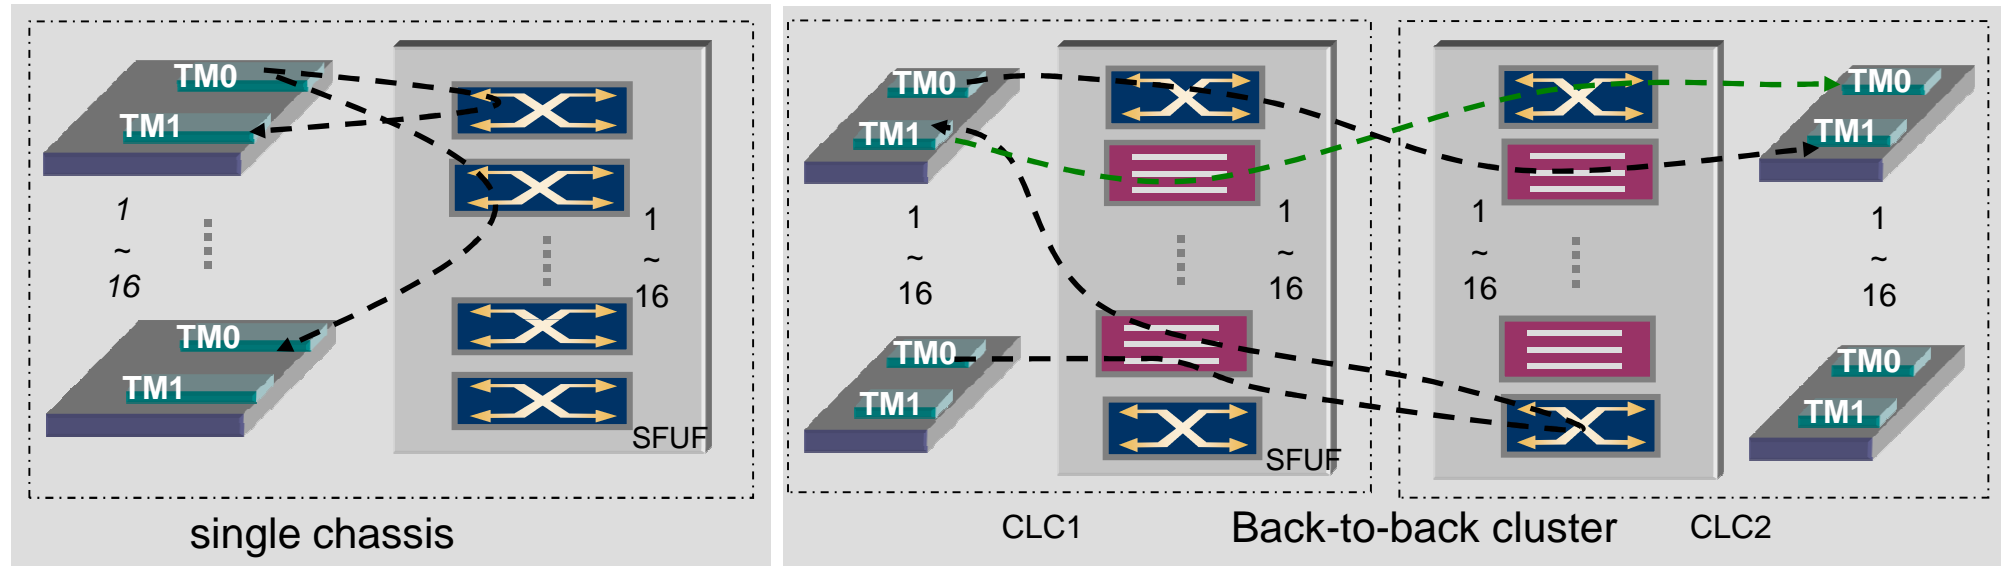 TM0
TM1
1
~
16
TM0
TM1
1
~
16
SFUF
single chassis
TM0
TM1
1
~
16
TM0
TM1
1
~
16
SFUF
CLC1
Back-to-back cluster
1
~
16
TM0
TM1
1
~
16
TM0
TM1
CLC2